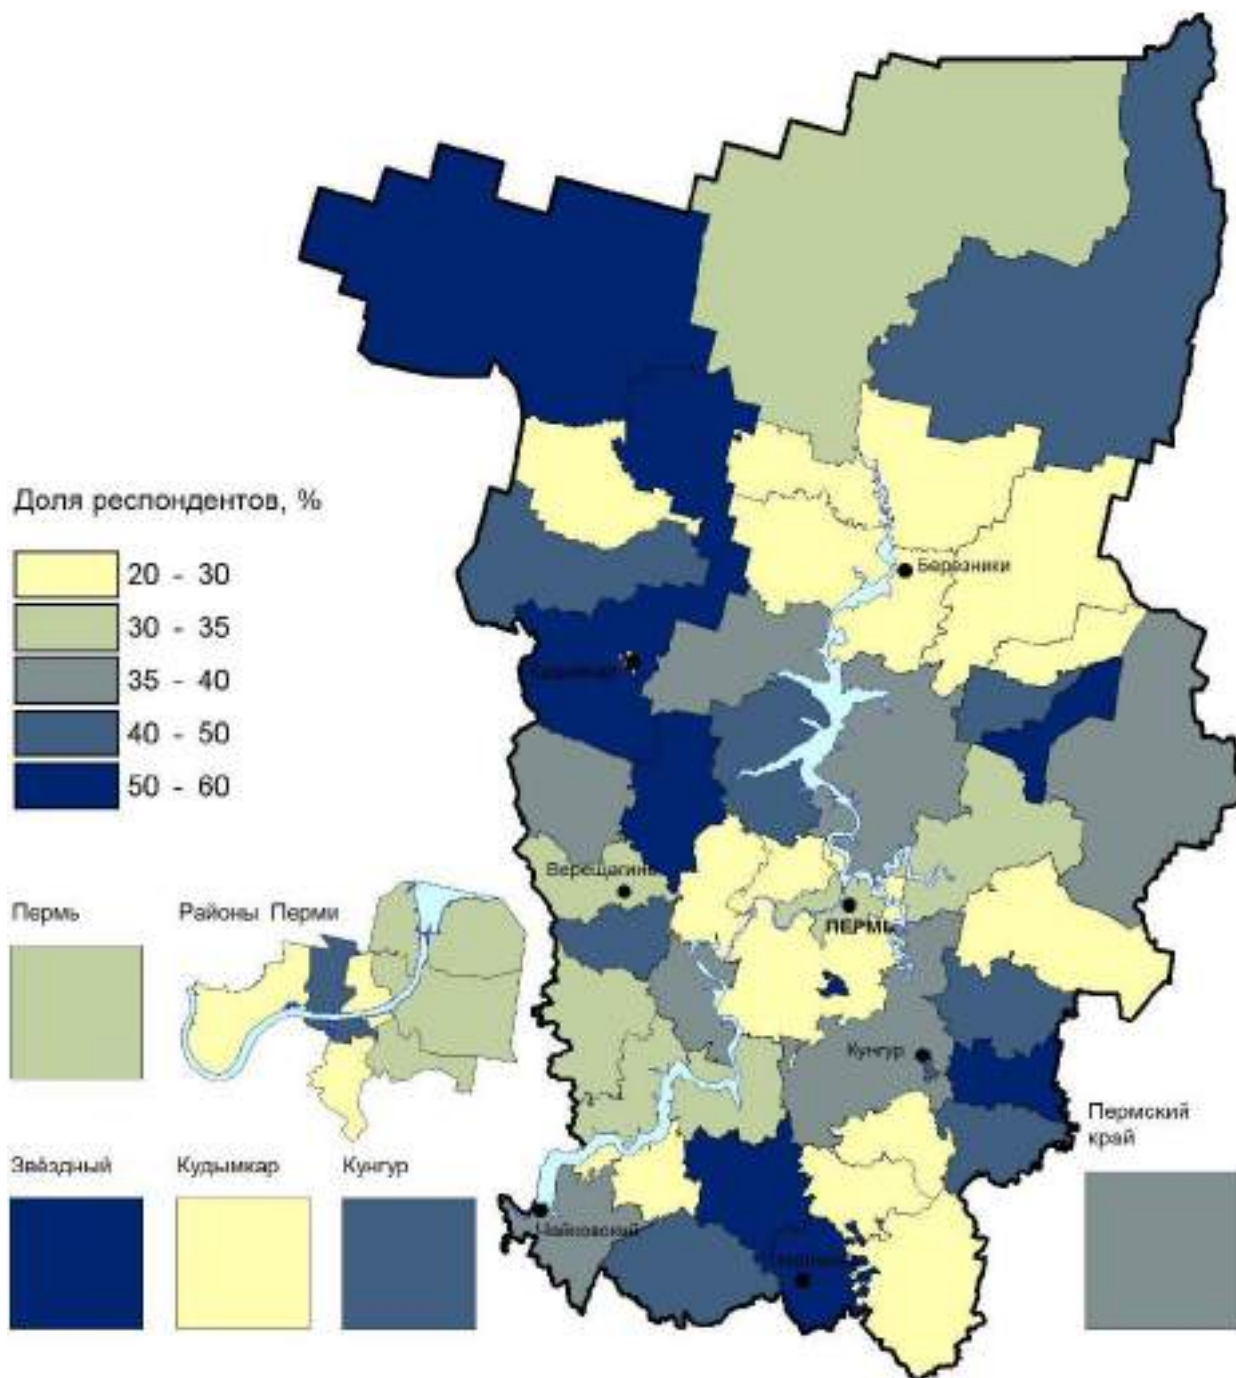 Доля респондентов, %
20 - 30
30 - 35
35 - 40
40 - 50
50 - 60
Березники
Верещагино
ПЕРМЬ
Кунгур
Чайковский
Пермь
Районы Перми
Звёздный
Кудымкар
Кунгур
Пермский
край